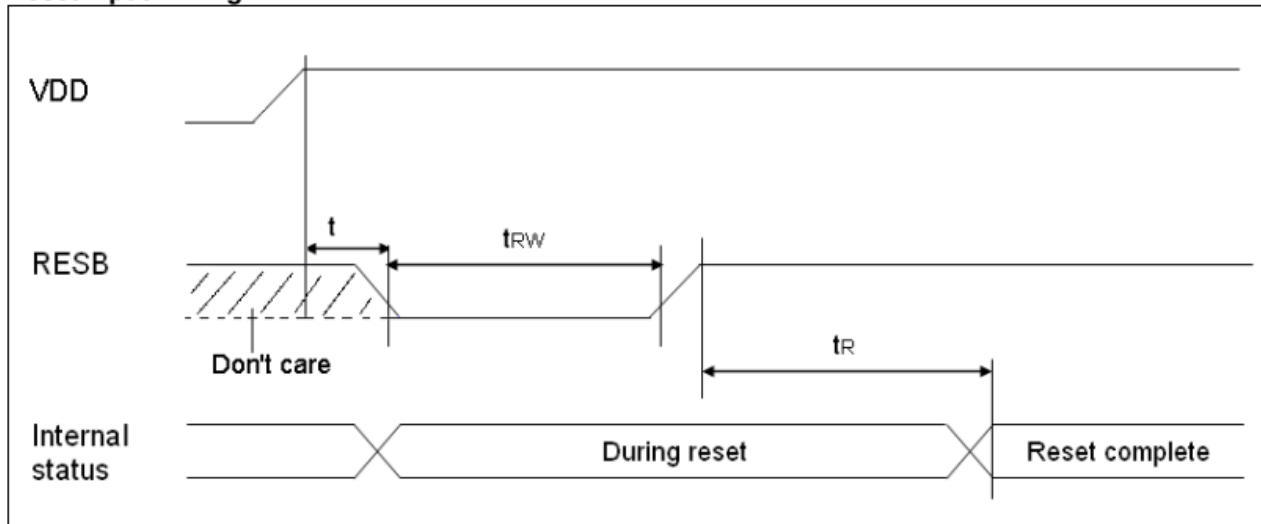 VDD
t
tRW
RESB
tR
Don't care
Internal
status
During reset
Reset complete